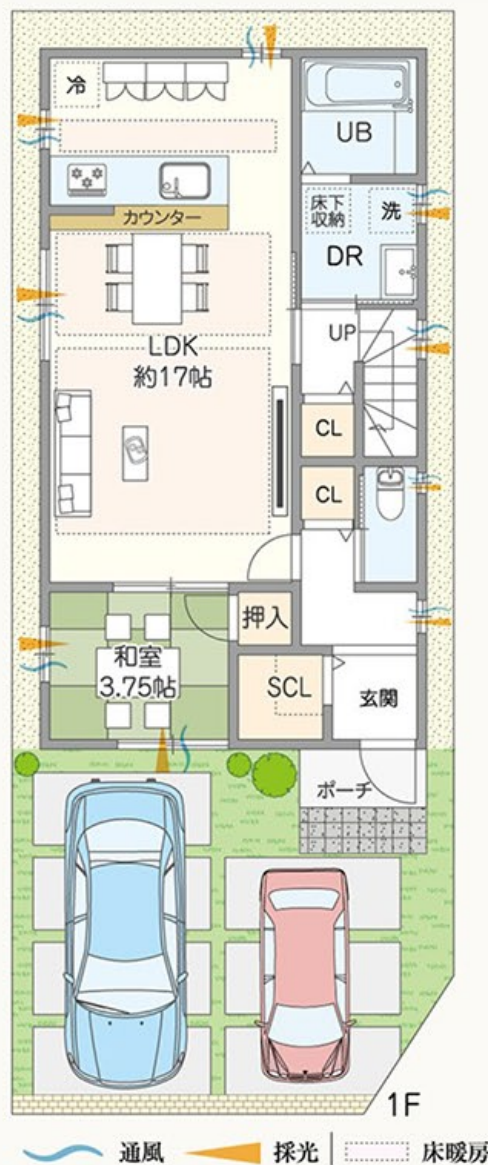 冷
UB
床下
収納
洗
カウンター
DR
UP
LDK
約17帖
CL
CL
押入
和室
3.75帖
SCL
玄関
ポーチ
1F
通風
採光
床暖房